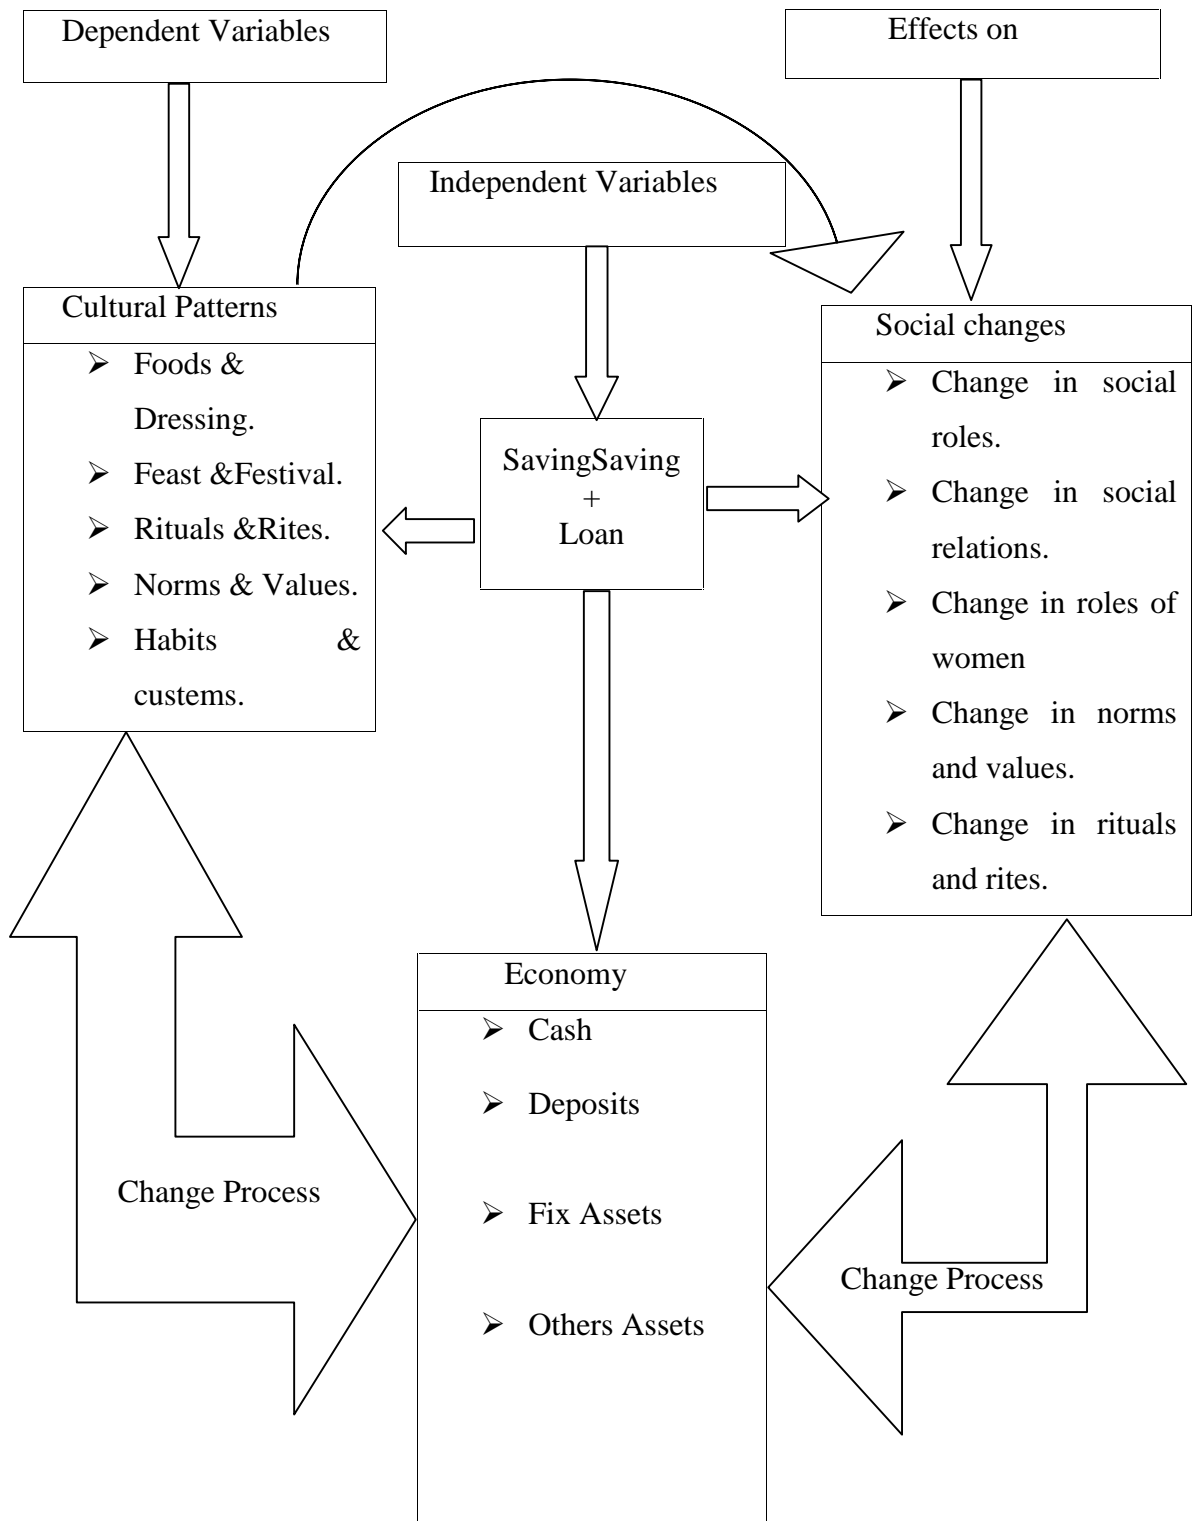 Dependent Variables
Effects on
Independent Variables
Cultural Patterns
➢ Foods &
Dressing.
➢ Feast &Festival.
➢ Rituals &Rites.
➢ Norms & Values.
➢ Habits &
custems.
SavingSaving
+
Loan
Social changes
➢ Change in social
roles.
➢ Change in social
relations.
➢ Change in roles of
women
➢ Change in norms
and values.
➢ Change in rituals
and rites.
Economy
➢ Cash
➢ Deposits
➢ Fix Assets
➢ Others Assets
Change Process
Change Process